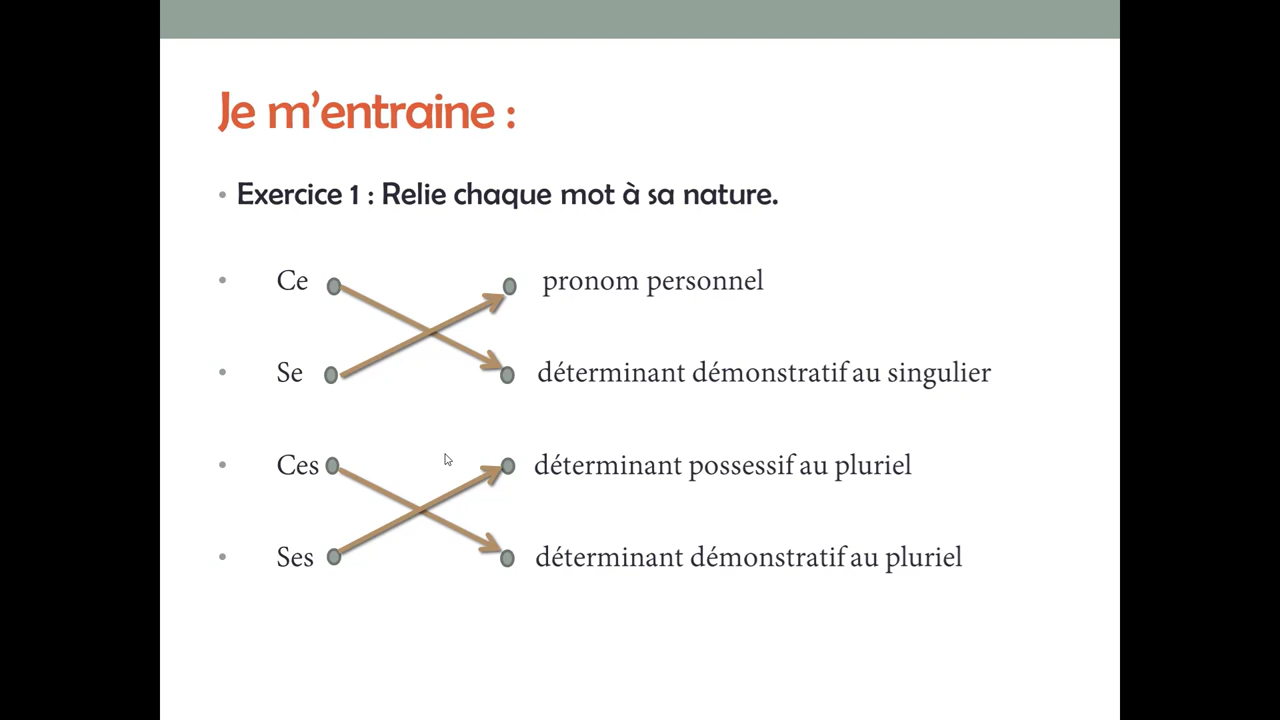 Je m’entraine :
• Exercice 1 : Relie chaque mot à sa nature.
• Ce pronom personnel
• Se déterminant démonstratif au singulier
• Ces déterminant possessif au pluriel
• Ses déterminant démonstratif au pluriel